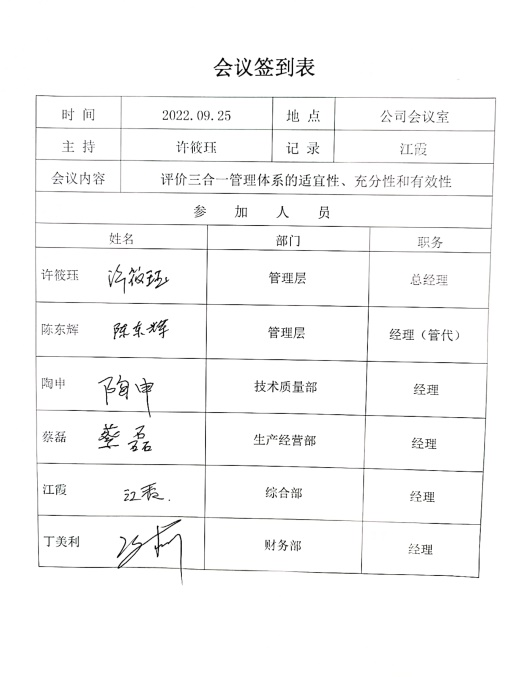 会议签到表
时 间 2022.09.25 地 点 公司会议室
主 持 许筱珏 记 录 江霞
会议内容 评价三合一管理体系的适宜性、充分性和有效性
参 加 人 员
姓名 部门 职务
许筱珏 许筱珏 管理层 总经理
陈东辉 陈东辉 管理层 经理（管代）
陶申 陶申 技术质量部 经理
蔡磊 蔡磊 生产经营部 经理
江霞 江霞. 综合部 经理
丁美利 财务部 经理